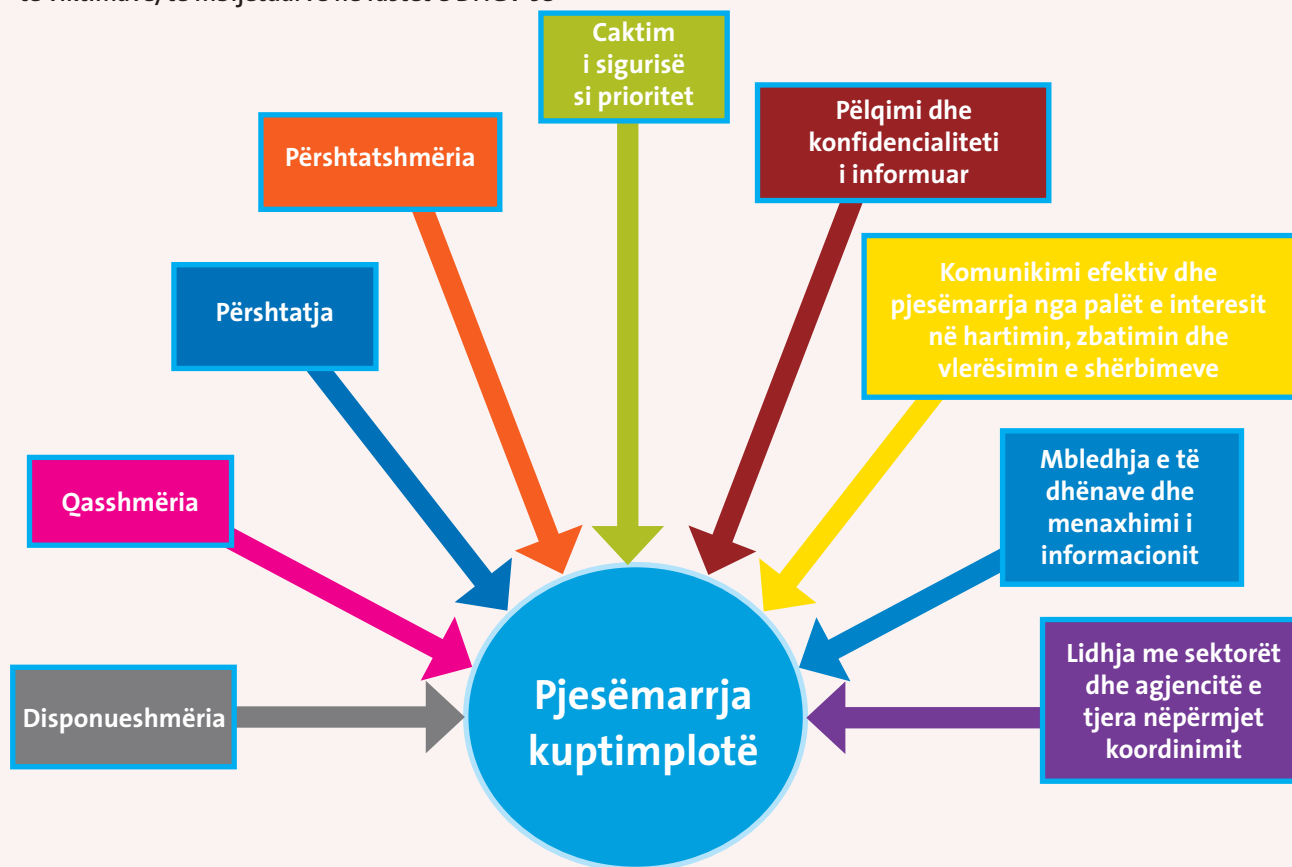 Caktim
i sigurisë
si prioritet
Pëlqimi dhe
konfidencialiteti
i informuar
Përshtatshmëria
Komunikimi efektiv dhe
pjesëmarrja nga palët e interesit
në hartimin, zbatimin dhe
vlerësimin e shërbimeve
Përshtatja
Mbledhja e të
dhënave dhe
menaxhimi i
informacionit
Qasshmëria
Lidhja me sektorët
dhe agjencitë e
tjera nëpërmjet
koordinimit
Disponueshmëria
Pjesëmarrja
kuptimplotë